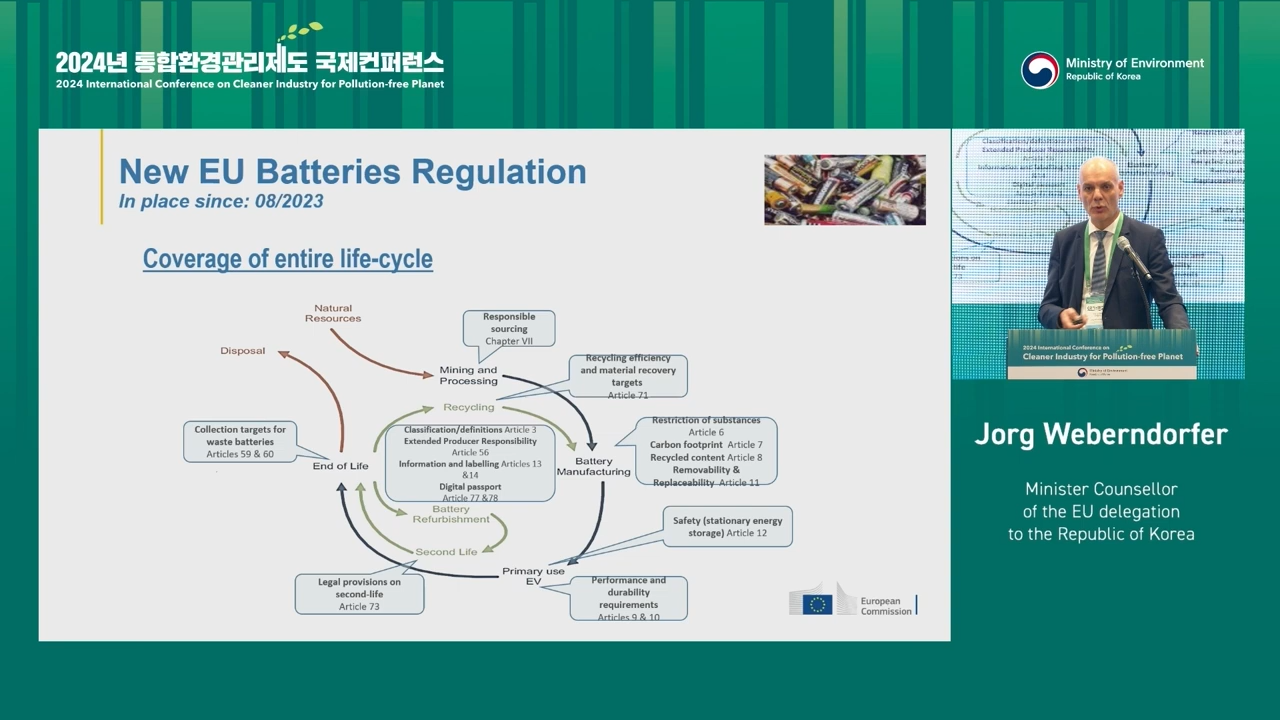 2024년 통합환경관리제도 국제컨퍼런스
2024 International Conference on Cleaner Industry for Pollution-free Planet
Ministry of Environment
Republic of Korea
New EU Batteries Regulation
In place since: 08/2023
Coverage of entire life-cycle
Natural
Resources
Disposal
Responsible
sourcing
Chapter VII
Mining and
Processing
Recycling efficiency
and material recovery
targets
Article 71
Recycling
Collection targets for
waste batteries
Articles 59 & 60
End of Life
Classification/definitions Article 3
Extended Producer Responsibility
Article 56
Information and labelling Articles 13
&14
Digital passport
Article 77 &78
Battery
Manufacturing
Restriction of substances
Article 6
Carbon footprint Article 7
Recycled content Article 8
Removability &
Replaceability Article 11
Battery
Refurbishment
Second Life
Safety (stationary energy
storage) Article 12
Primary use
EV
Legal provisions on
second-life
Article 73
Performance and
durability
requirements
Articles 9 & 10
European
Commission
2024 International Conference on
Cleaner Industry for Pollution-free Planet
Jorg Weberndorfer
Minister Counsellor
of the EU delegation
to the Republic of Korea